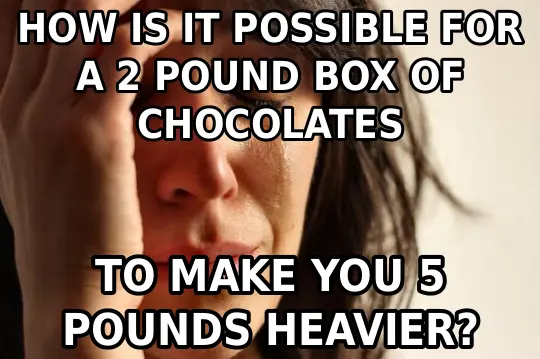 HOW IS IT POSSIBLE FOR
A 2 POUND BOX OF
CHOCOLATES
TO MAKE YOU 5
POUNDS HEAVIER?